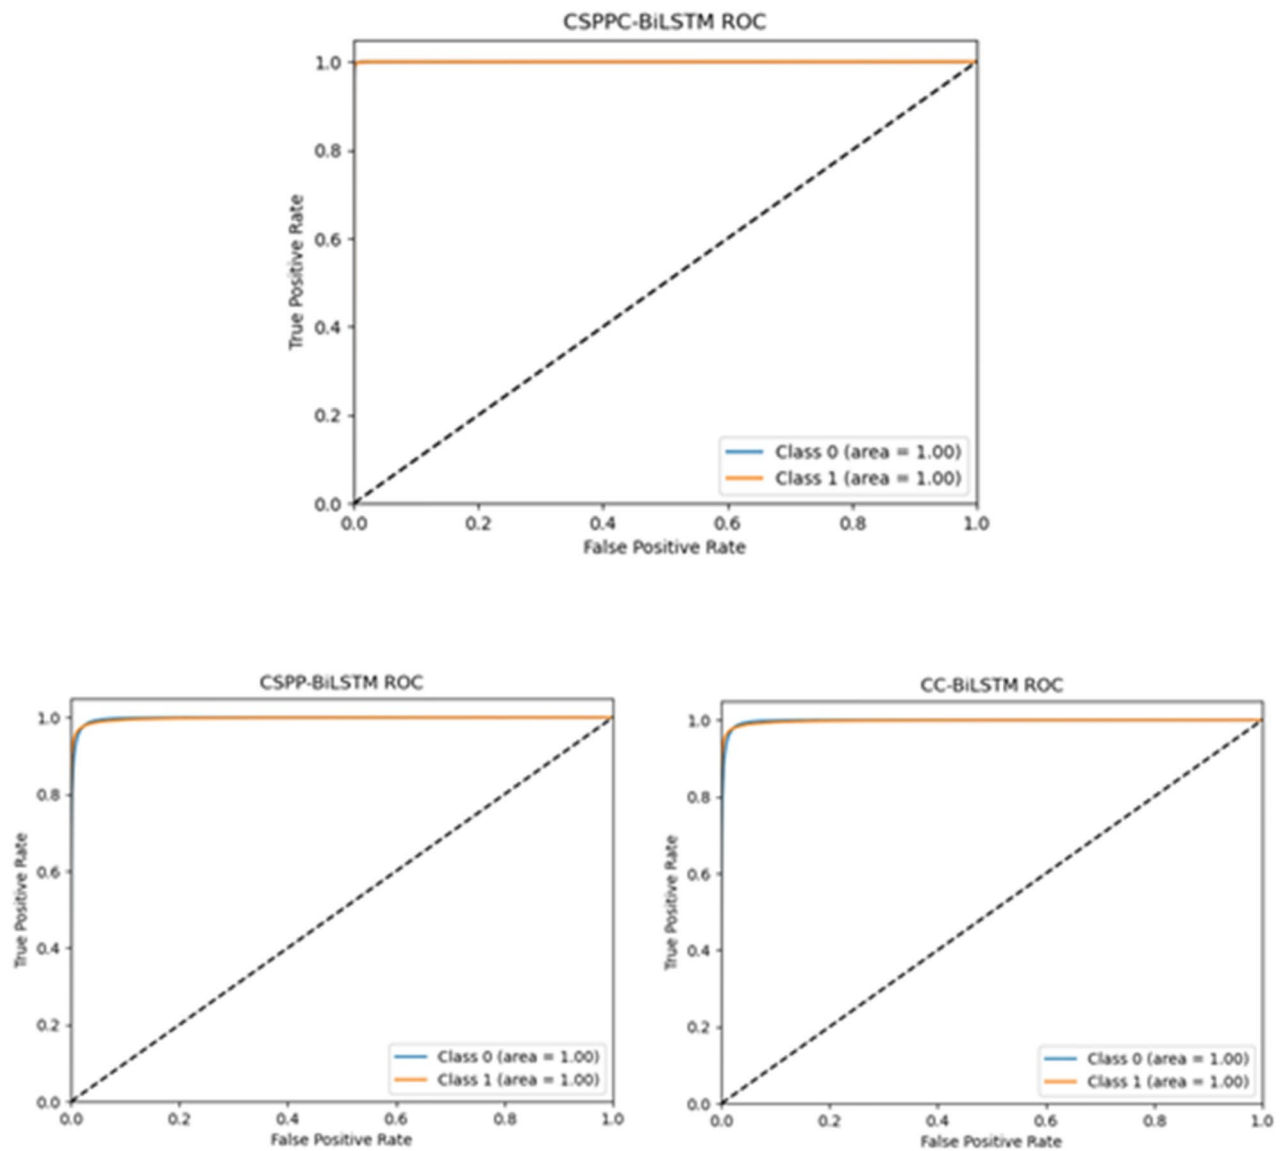 CSPPC-BiLSTM ROC
1.0
0.8
0.6
0.4
0.2
0.0
True Positive Rate
Class 0 (area = 1.00)
Class 1 (area = 1.00)
0.0 0.2 0.4 0.6 0.8 1.0
False Positive Rate
CSPP-BiLSTM ROC
1.0
0.8
0.6
0.4
0.2
0.0
True Positive Rate
Class 0 (area = 1.00)
Class 1 (area = 1.00)
0.0 0.2 0.4 0.6 0.8 1.0
False Positive Rate
CC-BiLSTM ROC
1.0
0.8
0.6
0.4
0.2
0.0
True Positive Rate
Class 0 (area = 1.00)
Class 1 (area = 1.00)
0.0 0.2 0.4 0.6 0.8 1.0
False Positive Rate